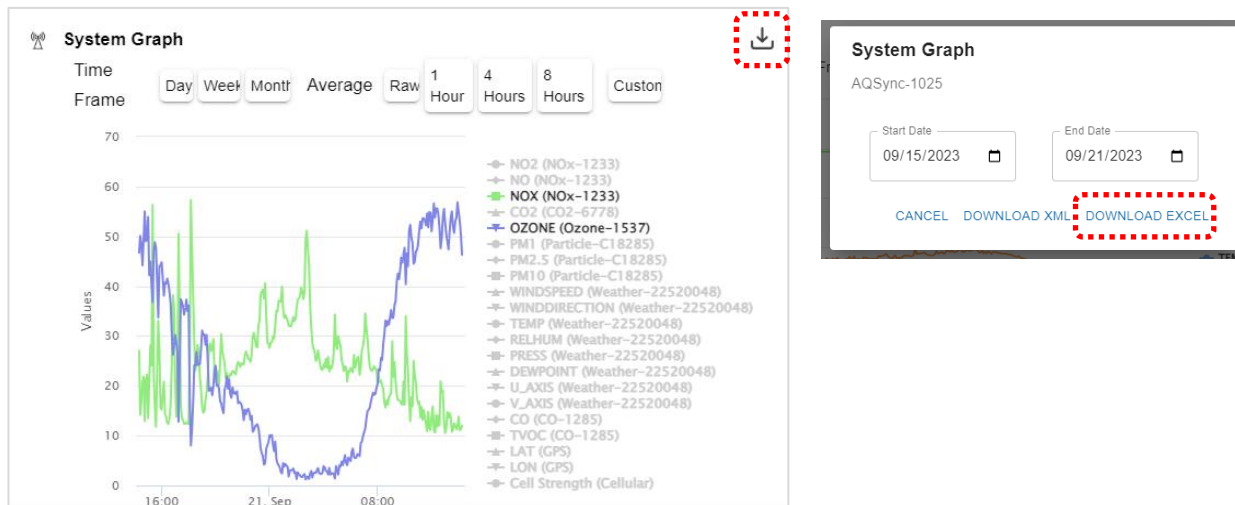 System Graph
Time Frame
Day Week Month
Average
Raw
1 Hour
4 Hours
8 Hours
Custom
70
60
50
40
30
20
10
0
Values
16:00
21. Sep
08:00
NO2 (NOx-1233)
NO (NOx-1233)
NOX (NOx-1233)
CO2 (CO2-6778)
OZONE (Ozone-1537)
PM1 (Particle-C18285)
PM2.5 (Particle-C18285)
PM10 (Particle-C18285)
WINDSPEED (Weather-22520048)
WINDDIRECTION (Weather-22520048)
TEMP (Weather-22520048)
RELHUM (Weather-22520048)
PRESS (Weather-22520048)
DEWPOINT (Weather-22520048)
U_AXIS (Weather-22520048)
V_AXIS (Weather-22520048)
CO (CO-1285)
TVOC (CO-1285)
LAT (GPS)
LON (GPS)
Cell Strength (Cellular)
System Graph
AQSync-1025
Start Date
09/15/2023
End Date
09/21/2023
CANCEL DOWNLOAD XML DOWNLOAD EXCEL